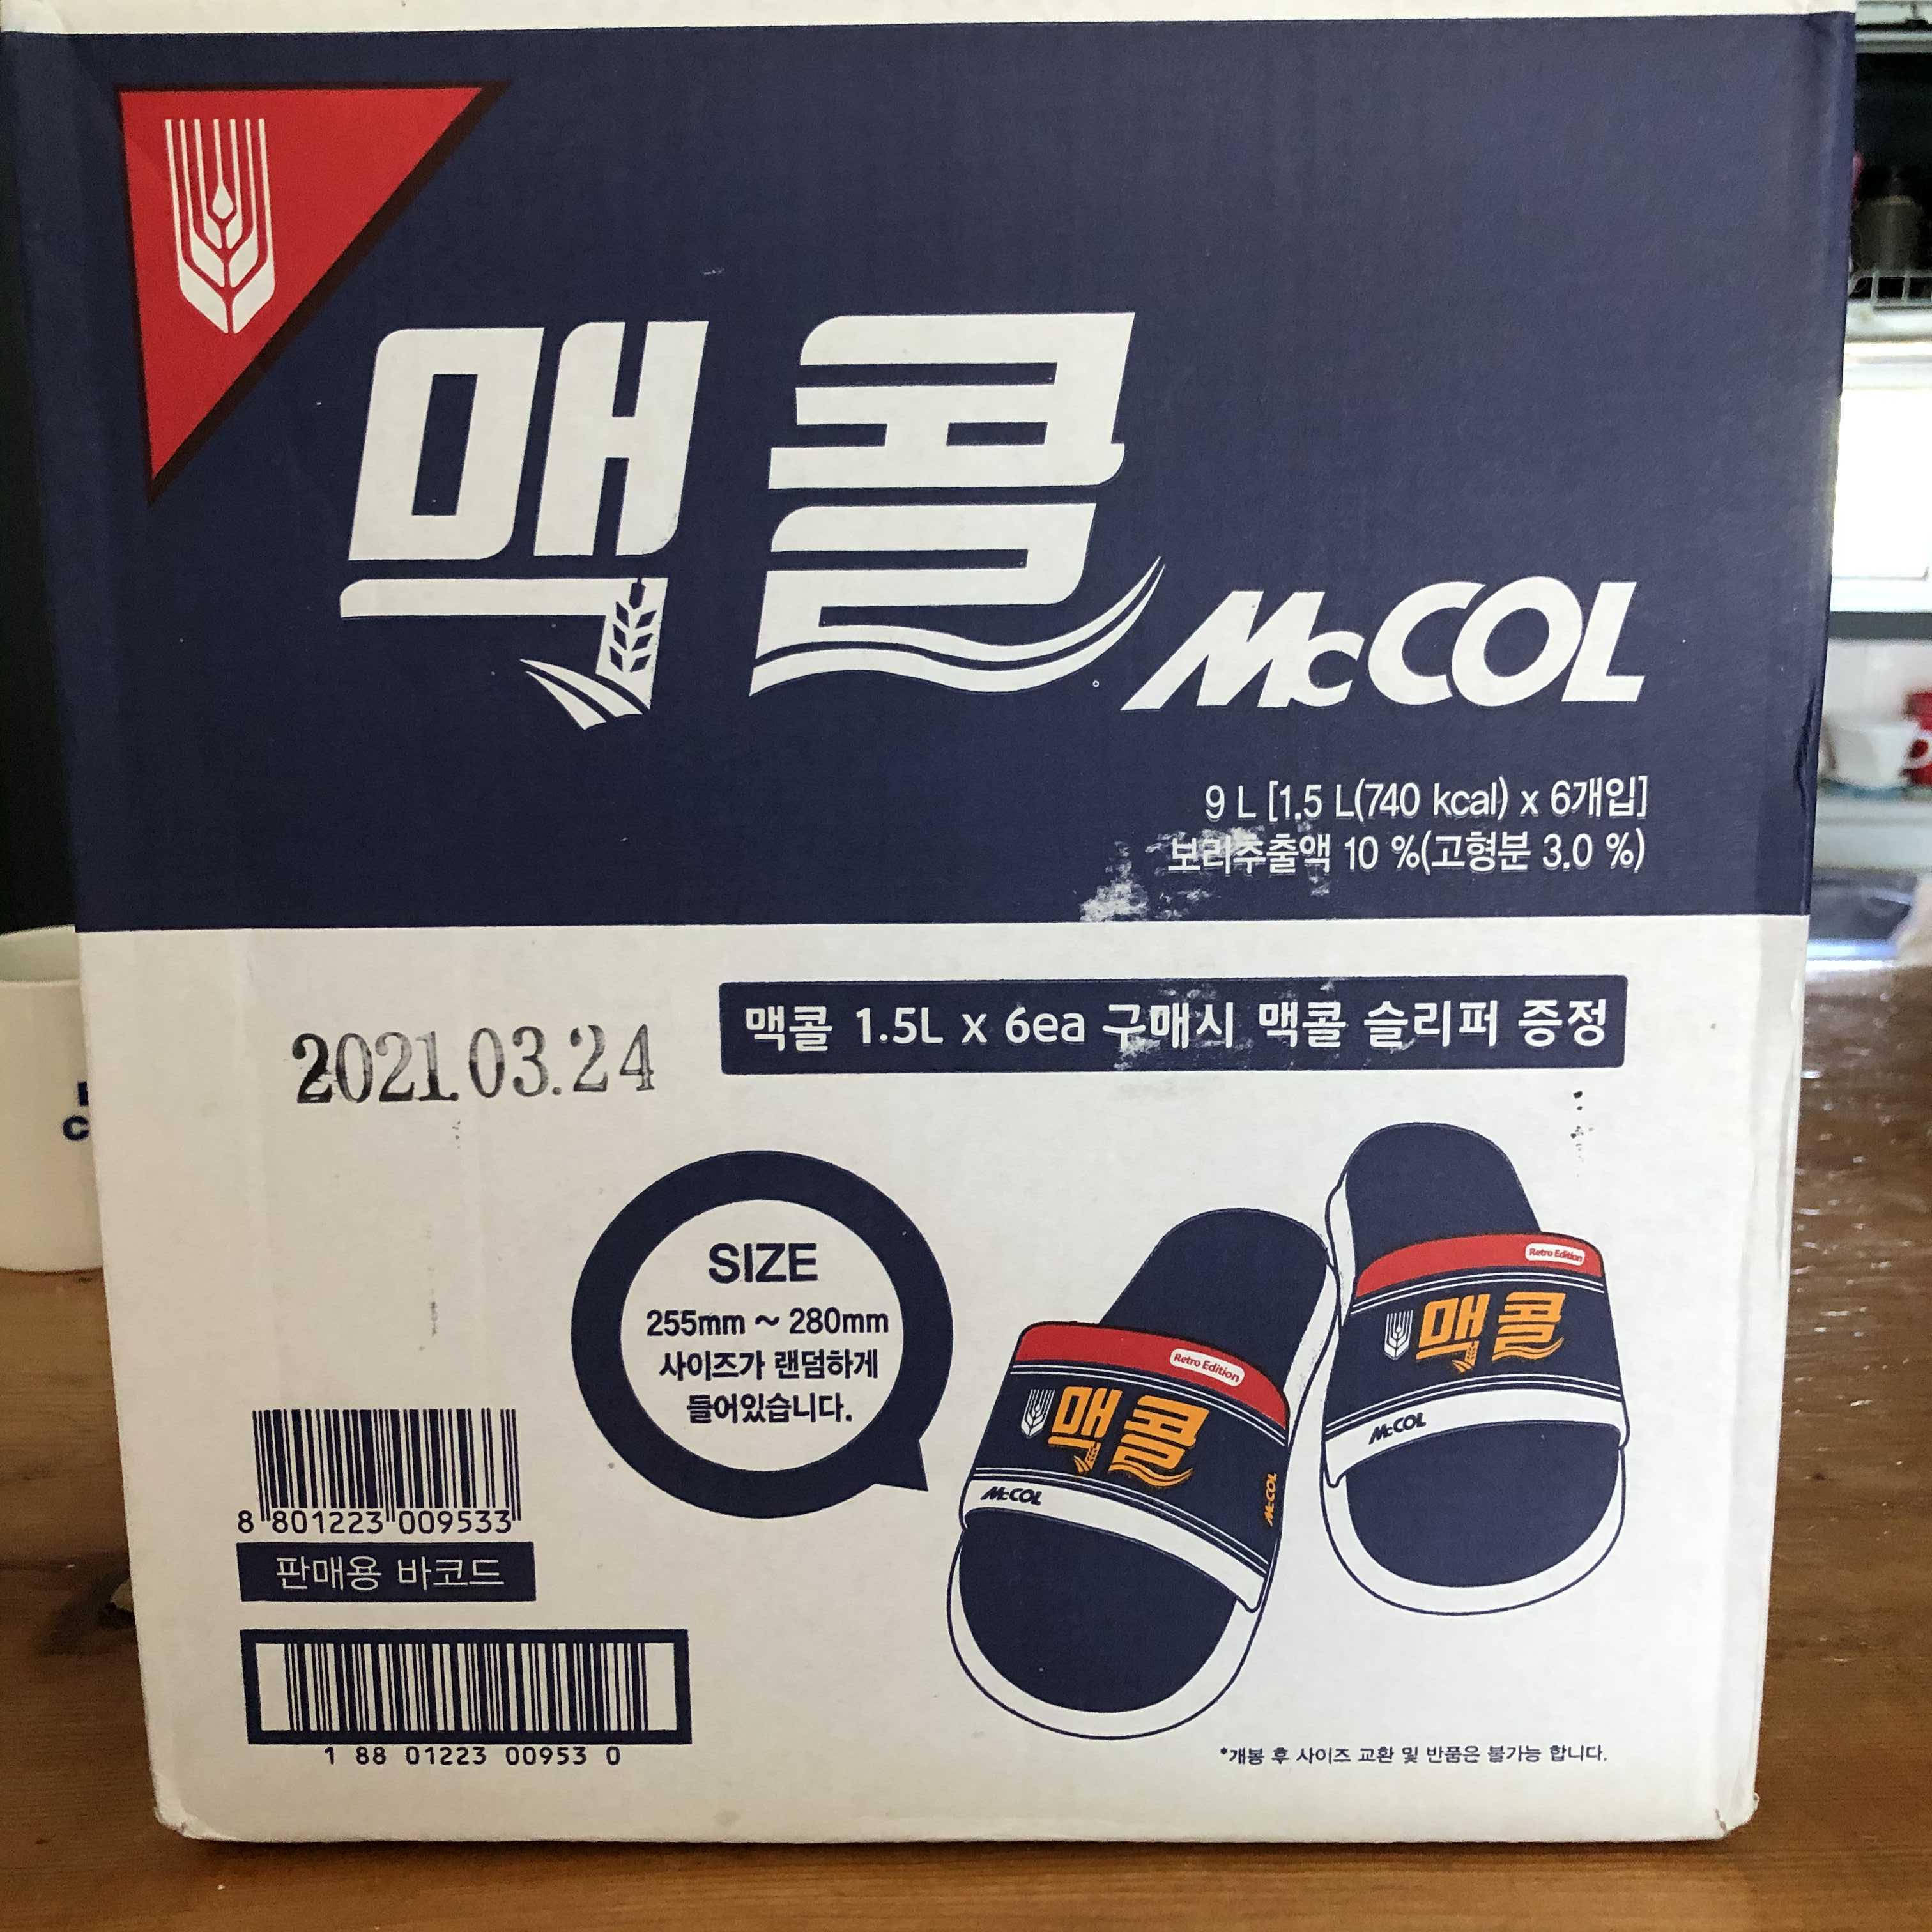 맥콜 McCOL
9 L [1.5 L(740 kcal) x 6개입]
보리추출액 10 %(고형분 3.0 %)
맥콜 1.5L x 6ea 구매시 맥콜 슬리퍼 증정
2021.03.24
SIZE
255mm ~ 280mm
사이즈가 랜덤하게
들어있습니다.
Retro Edition
맥콜
McCOL
Retro Edition
맥콜
McCOL
McCOL
8 801223 009533
판매용 바코드
1 88 01223 00953 0
*개봉 후 사이즈 교환 및 반품은 불가능 합니다.